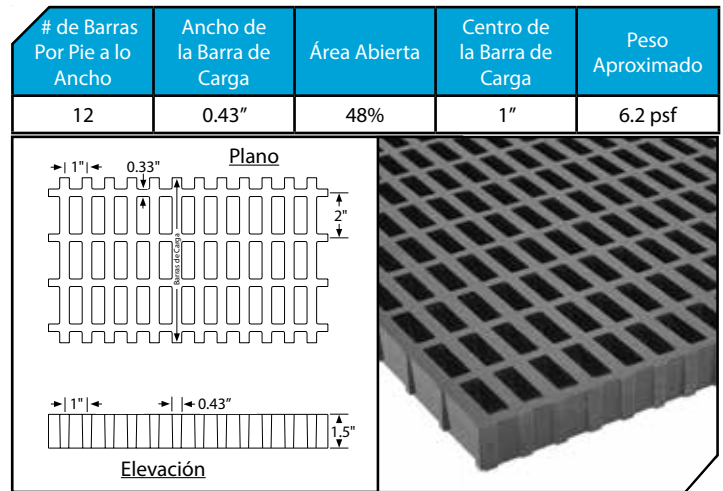 # de Barras Por Pie a lo Ancho
Ancho de la Barra de Carga
Área Abierta
Centro de la Barra de Carga
Peso Aproximado
12
0.43"
48%
1"
6.2 psf
Plano
1"
0.33"
2"
Barras de Carga
1"
0.43"
1.5"
Elevación